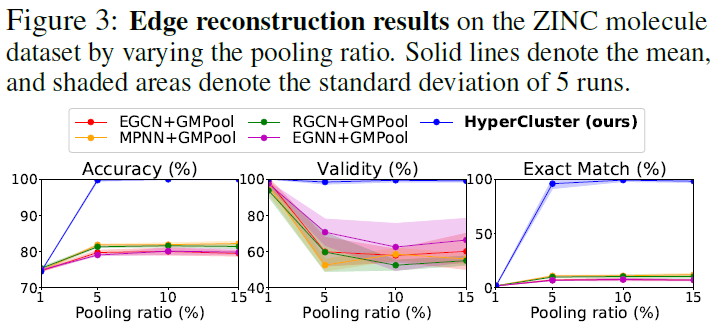 Figure 3: Edge reconstruction results on the ZINC molecule
dataset by varying the pooling ratio. Solid lines denote the mean,
and shaded areas denote the standard deviation of 5 runs.
EGCN+GMPool RGCN+GMPool HyperCluster (ours)
MPNN+GMPool EGNN+GMPool
Accuracy (%) Validity (%) Exact Match (%)
100 100 100
90 80
80 60 50
70 40 0
1 5 10 15 1 5 10 15 1 5 10 15
Pooling ratio (%) Pooling ratio (%) Pooling ratio (%)